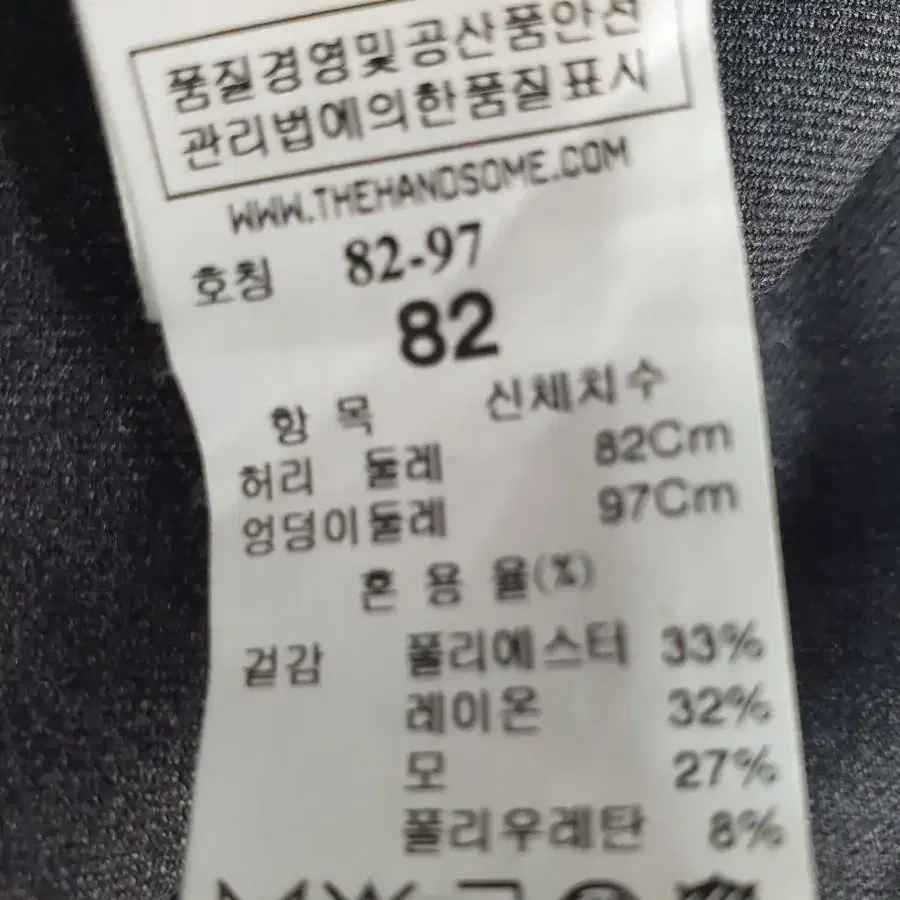 품질경영및공산품안전
관리법에의한품질표시
WWW.THEHANDSOME.COM
호칭 82-97
82
항 목 신체치수
허리 둘레 82Cm
엉덩이둘레 97Cm
혼 용 율(%)
겉감 폴리에스터 33%
레이온 32%
모 27%
폴리우레탄 8%